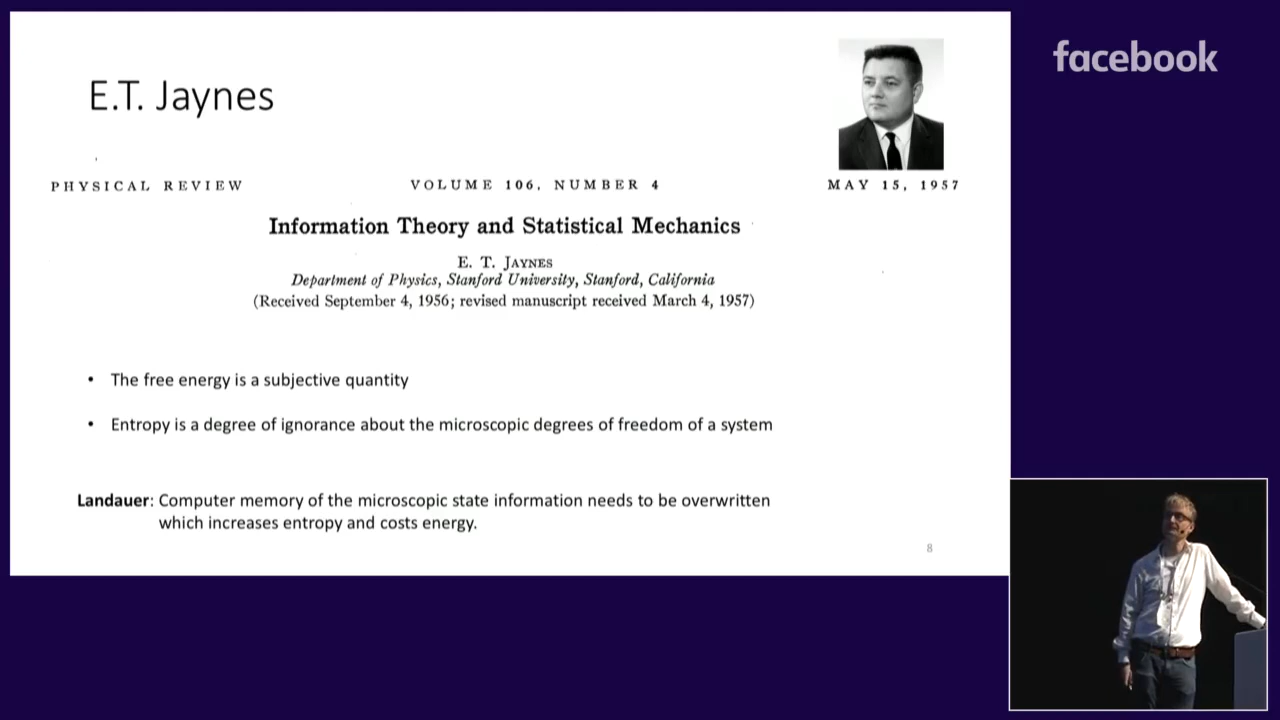 E.T. Jaynes
facebook
PHYSICAL REVIEW VOLUME 106, NUMBER 4 MAY 15, 1957
Information Theory and Statistical Mechanics
E. T. JAYNES
Department of Physics, Stanford University, Stanford, California
(Received September 4, 1956; revised manuscript received March 4, 1957)
• The free energy is a subjective quantity
• Entropy is a degree of ignorance about the microscopic degrees of freedom of a system
Landauer: Computer memory of the microscopic state information needs to be overwritten
which increases entropy and costs energy.
8